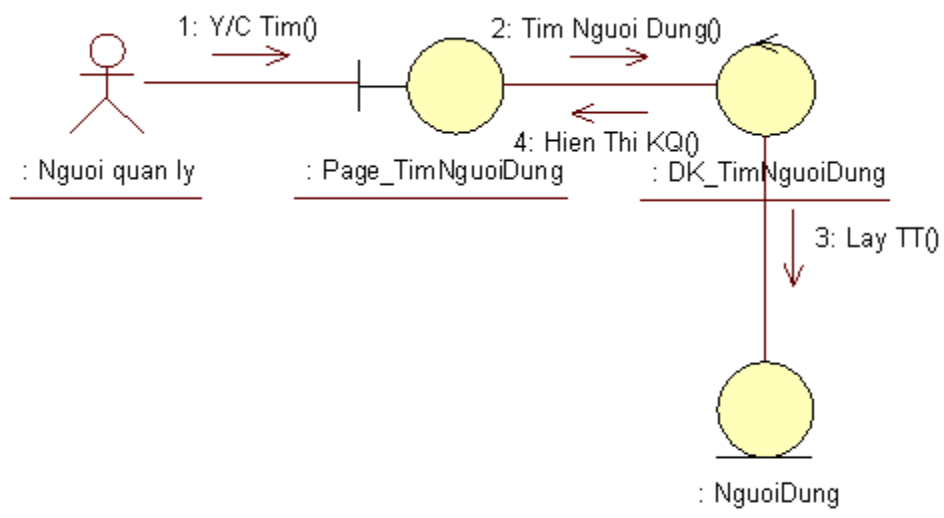 1: Y/C Tim()
2: Tim Nguoi Dung()
4: Hien Thi KQ()
: Nguoi quan ly
: Page_TimNguoiDung
: DK_TimNguoiDung
3: Lay TT()
: NguoiDung